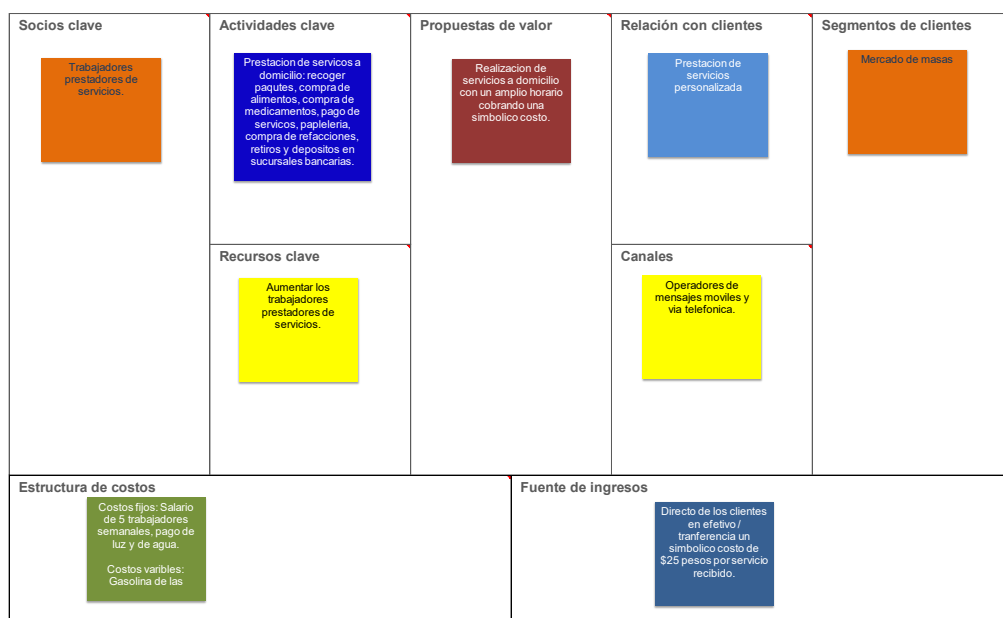 Socios clave
Trabajadores
prestadores de
servicios.
Actividades clave
Prestacion de servicos a
domicilio: recoger
paqutes, compra de
alimentos, compra de
medicamentos, pago de
servicos, papleleria,
compra de refacciones,
retiros y depositos en
sucursales bancarias.
Recursos clave
Aumentar los
trabajadores
prestadores de
servicios.
Propuestas de valor
Realizacion de
servicios a domicilio
con un amplio horario
cobrando una
simbolico costo.
Relación con clientes
Prestacion de
servicios
personalizada
Canales
Operadores de
mensajes moviles y
via telefonica.
Segmentos de clientes
Mercado de masas
Estructura de costos
Costos fijos: Salario
de 5 trabajadores
semanales, pago de
luz y de agua.
Costos varibles:
Gasolina de las
Fuente de ingresos
Directo de los clientes
en efectivo /
tranferencia un
simbolico costo de
$25 pesos por servicio
recibido.